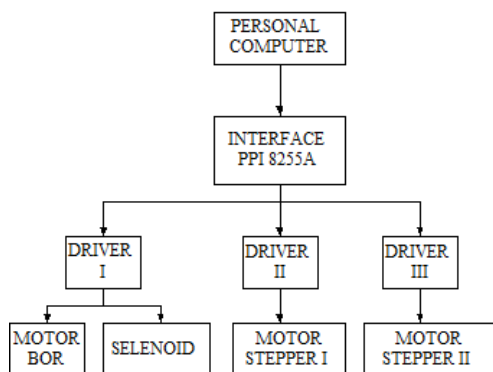 PERSONAL
COMPUTER
INTERFACE
PPI 8255A
DRIVER
I
DRIVER
II
DRIVER
III
MOTOR
BOR
SELENOID
MOTOR
STEPPER I
MOTOR
STEPPER II